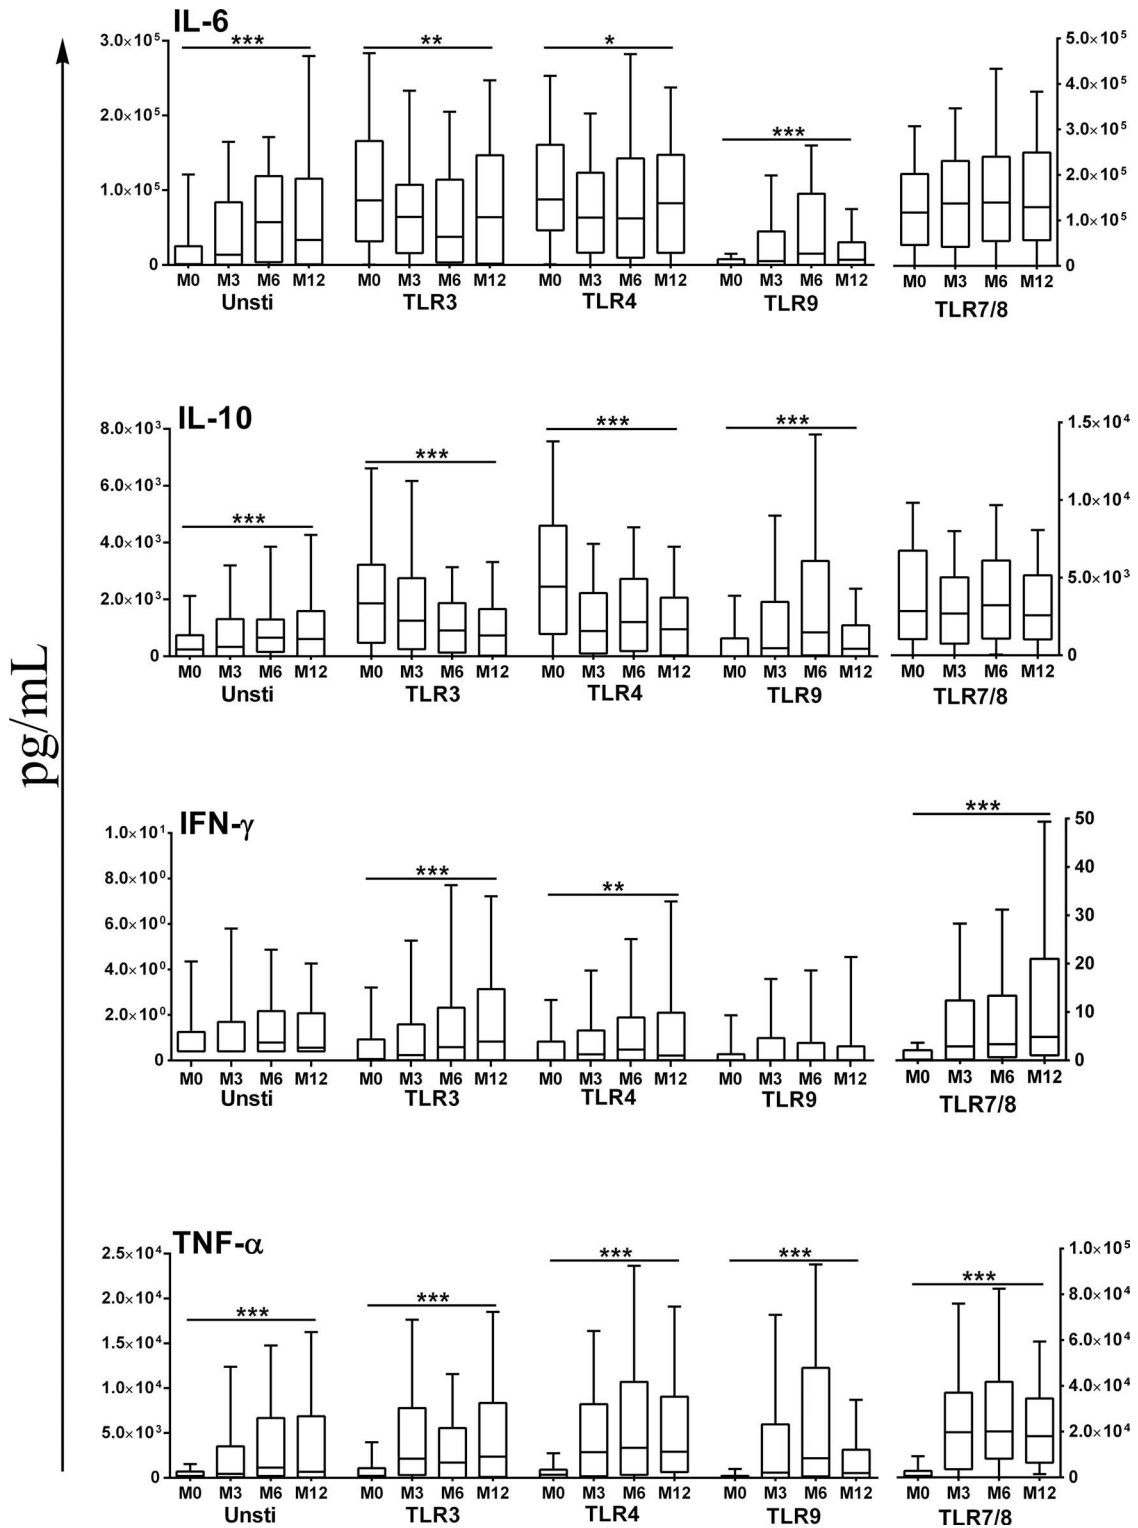 pg/mL
IL-6
3.0×10⁵
2.0×10⁵
1.0×10⁵
0
*** ** * ***
5.0×10⁵
4.0×10⁵
3.0×10⁵
2.0×10⁵
1.0×10⁵
0
M0 M3 M6 M12 M0 M3 M6 M12 M0 M3 M6 M12 M0 M3 M6 M12 M0 M3 M6 M12
Unsti TLR3 TLR4 TLR9 TLR7/8
IL-10
8.0×10³
6.0×10³
4.0×10³
2.0×10³
0
*** *** *** ***
1.5×10⁴
1.0×10⁴
5.0×10³
0
M0 M3 M6 M12 M0 M3 M6 M12 M0 M3 M6 M12 M0 M3 M6 M12 M0 M3 M6 M12
Unsti TLR3 TLR4 TLR9 TLR7/8
IFN-γ
1.0×10¹
8.0×10⁰
6.0×10⁰
4.0×10⁰
2.0×10⁰
0
*** ** ***
50
40
30
20
10
0
M0 M3 M6 M12 M0 M3 M6 M12 M0 M3 M6 M12 M0 M3 M6 M12 M0 M3 M6 M12
Unsti TLR3 TLR4 TLR9 TLR7/8
TNF-α
2.5×10⁴
2.0×10⁴
1.5×10⁴
1.0×10⁴
5.0×10³
0
*** *** *** *** ***
1.0×10⁵
8.0×10⁴
6.0×10⁴
4.0×10⁴
2.0×10⁴
0
M0 M3 M6 M12 M0 M3 M6 M12 M0 M3 M6 M12 M0 M3 M6 M12 M0 M3 M6 M12
Unsti TLR3 TLR4 TLR9 TLR7/8